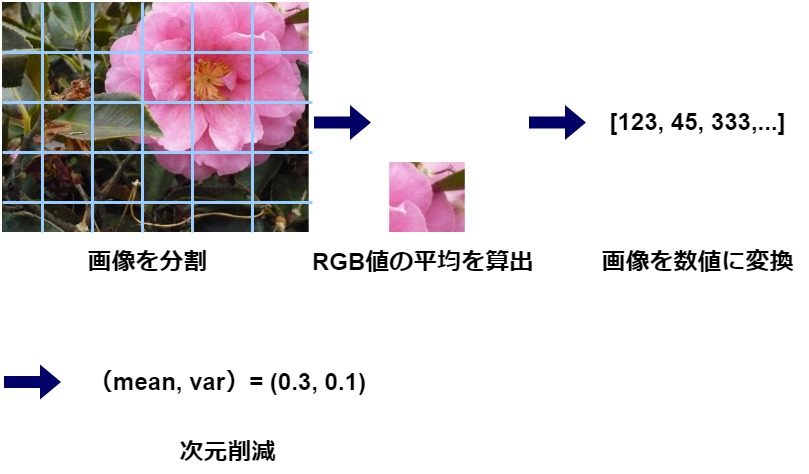 [123, 45, 333,...]
画像を分割
RGB値の平均を算出
画像を数値に変換
（mean, var）= (0.3, 0.1)
次元削減